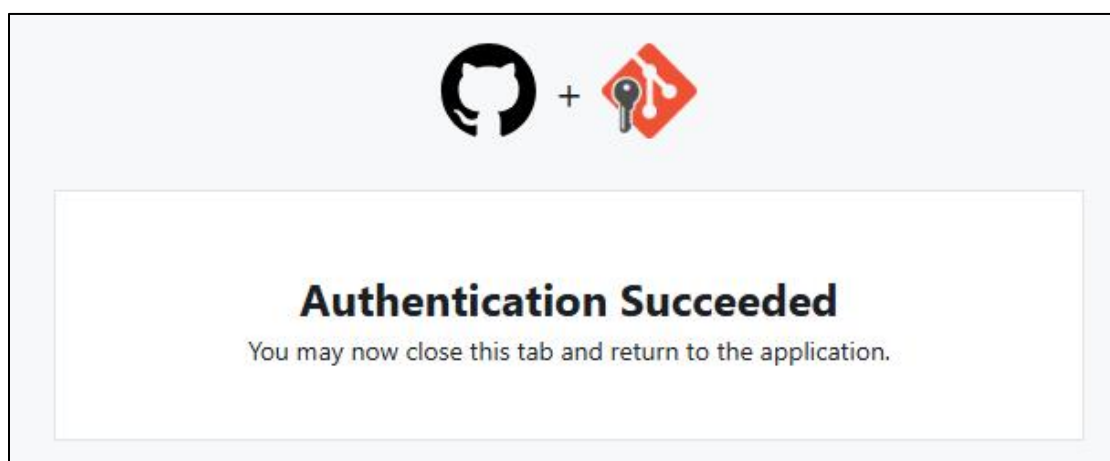 +
Authentication Succeeded
You may now close this tab and return to the application.